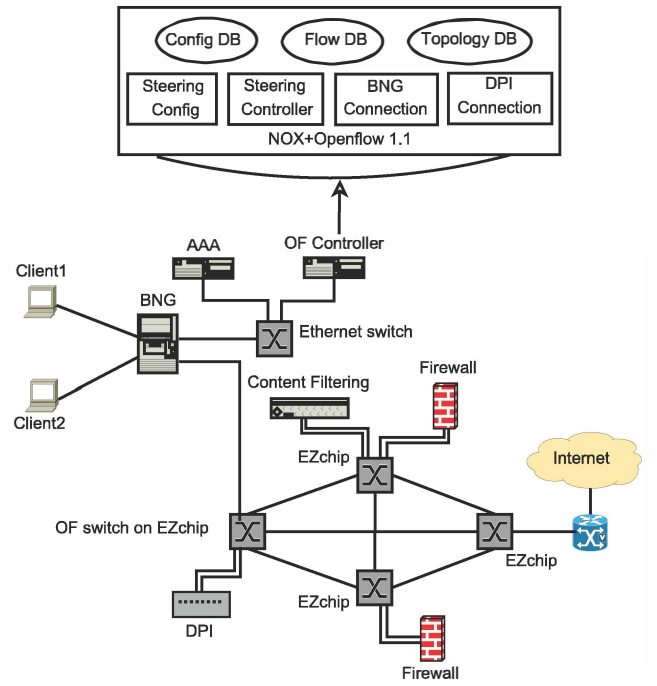 Config DB
Flow DB
Topology DB
Steering
Config
Steering
Controller
BNG
Connection
DPI
Connection
NOX+Openflow 1.1
AAA
OF Controller
Client1
BNG
Ethernet switch
Client2
Content Filtering
Firewall
EZchip
Internet
OF switch on EZchip
EZchip
EZchip
DPI
Firewall